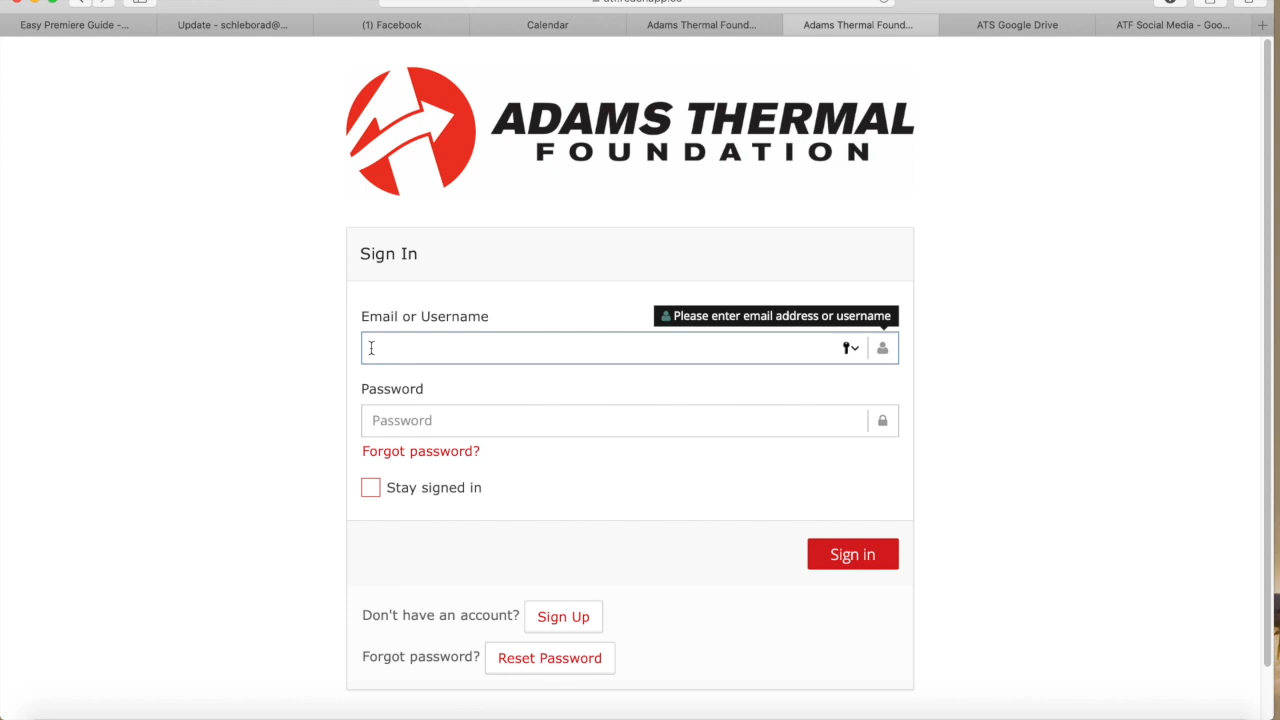 Easy Premiere Guide -...
Update - schleborad@...
(1) Facebook
Calendar
Adams Thermal Found...
Adams Thermal Found...
ATS Google Drive
ATF Social Media - Goo...
ADAMS THERMAL
FOUNDATION
Sign In
Email or Username
Please enter email address or username
Password
Password
Forgot password?
Stay signed in
Sign in
Don't have an account? Sign Up
Forgot password? Reset Password